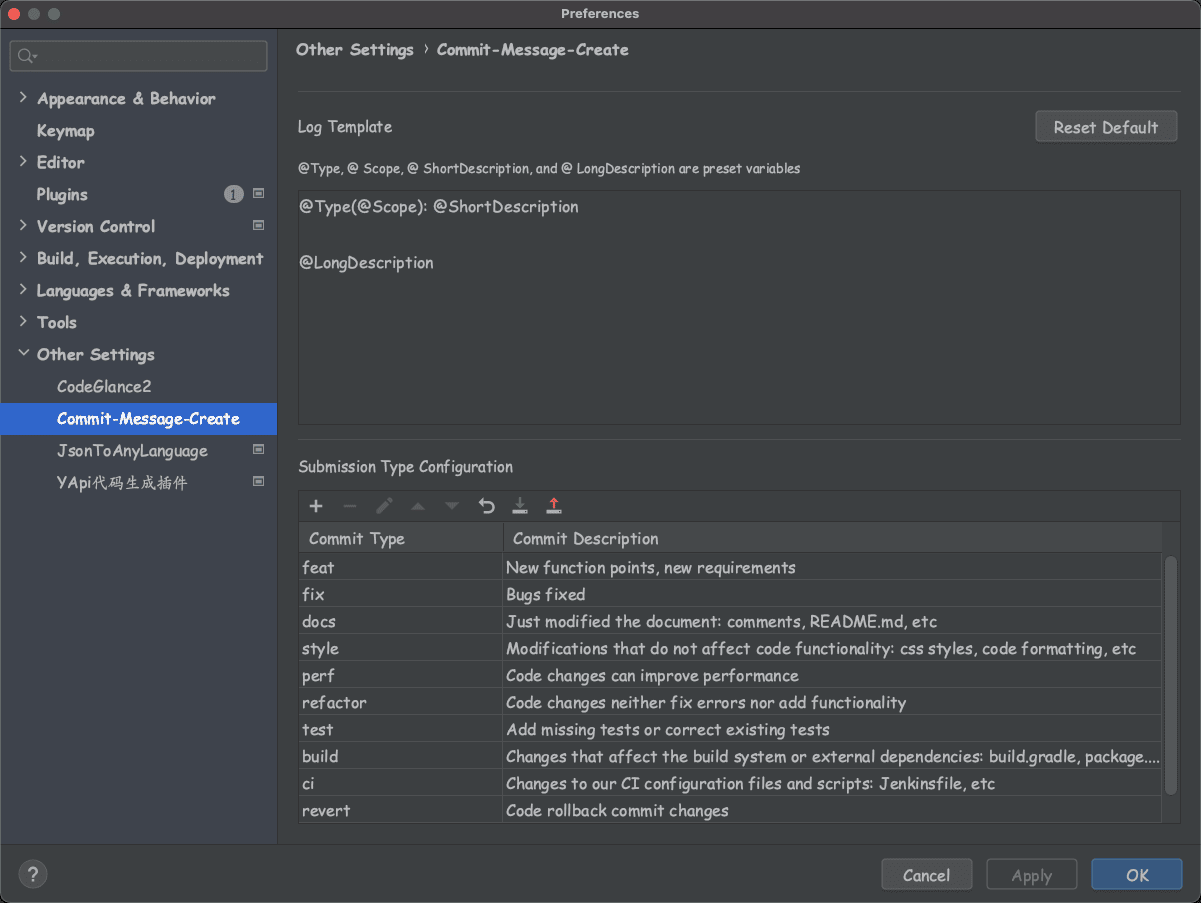 Preferences
Other Settings › Commit-Message-Create
Appearance & Behavior
Keymap
Editor
Plugins 1
Version Control
Build, Execution, Deployment
Languages & Frameworks
Tools
Other Settings
CodeGlance2
Commit-Message-Create
JsonToAnyLanguage
YApi代码生成插件
Log Template
Reset Default
@Type, @ Scope, @ ShortDescription, and @ LongDescription are preset variables
@Type(@Scope): @ShortDescription
@LongDescription
Submission Type Configuration
Commit Type Commit Description
feat New function points, new requirements
fix Bugs fixed
docs Just modified the document: comments, README.md, etc
style Modifications that do not affect code functionality: css styles, code formatting, etc
perf Code changes can improve performance
refactor Code changes neither fix errors nor add functionality
test Add missing tests or correct existing tests
build Changes that affect the build system or external dependencies: build.gradle, package....
ci Changes to our CI configuration files and scripts: Jenkinsfile, etc
revert Code rollback commit changes
?
Cancel
Apply
OK